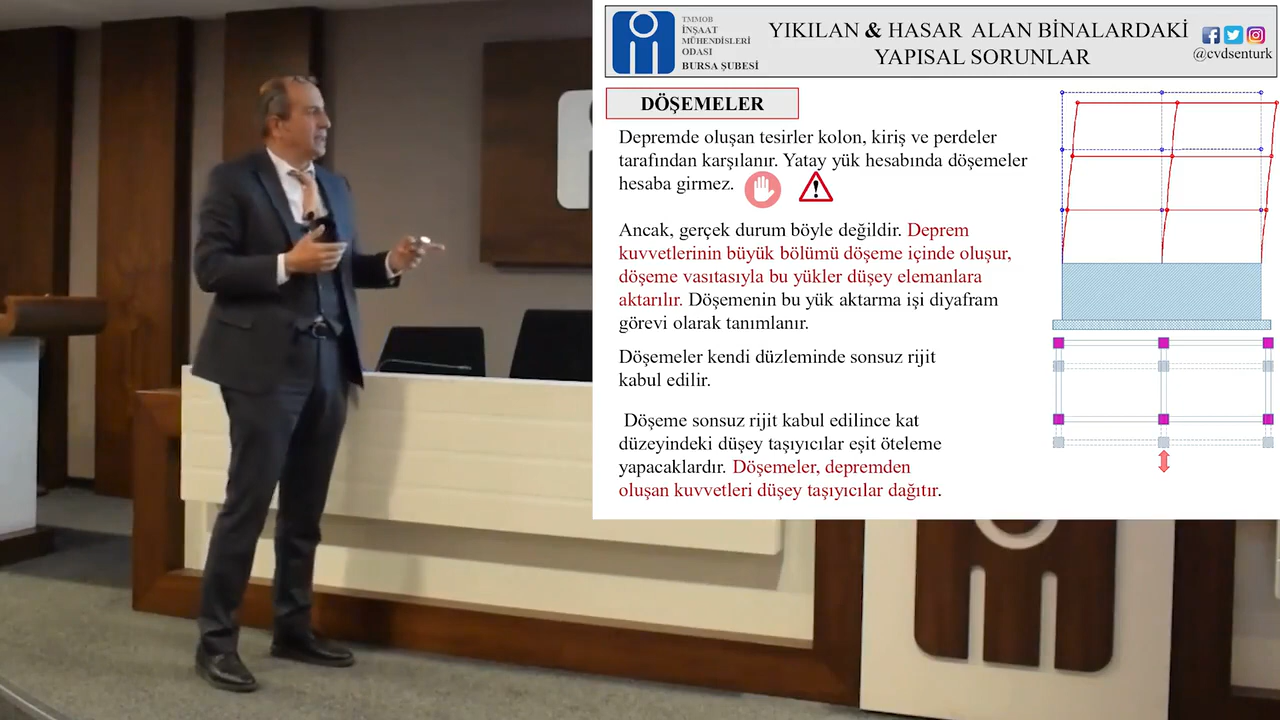 TMMOB
İNŞAAT
MÜHENDİSLERİ
ODASI
BURSA ŞUBESİ
YIKILAN & HASAR ALAN BİNALARDAKİ
YAPISAL SORUNLAR
@cvdsenturk
DÖŞEMELER
Depremde oluşan tesirler kolon, kiriş ve perdeler
tarafından karşılanır. Yatay yük hesabında döşemeler
hesaba girmez.
Ancak, gerçek durum böyle değildir. Deprem
kuvvetlerinin büyük bölümü döşeme içinde oluşur,
döşeme vasıtasıyla bu yükler düşey elemanlara
aktarılır. Döşemenin bu yük aktarma işi diyafram
görevi olarak tanımlanır.
Döşemeler kendi düzleminde sonsuz rijit
kabul edilir.
Döşeme sonsuz rijit kabul edilince kat
düzeyindeki düşey taşıyıcılar eşit öteleme
yapacaklardır. Döşemeler, depremden
oluşan kuvvetleri düşey taşıyıcılar dağıtır.